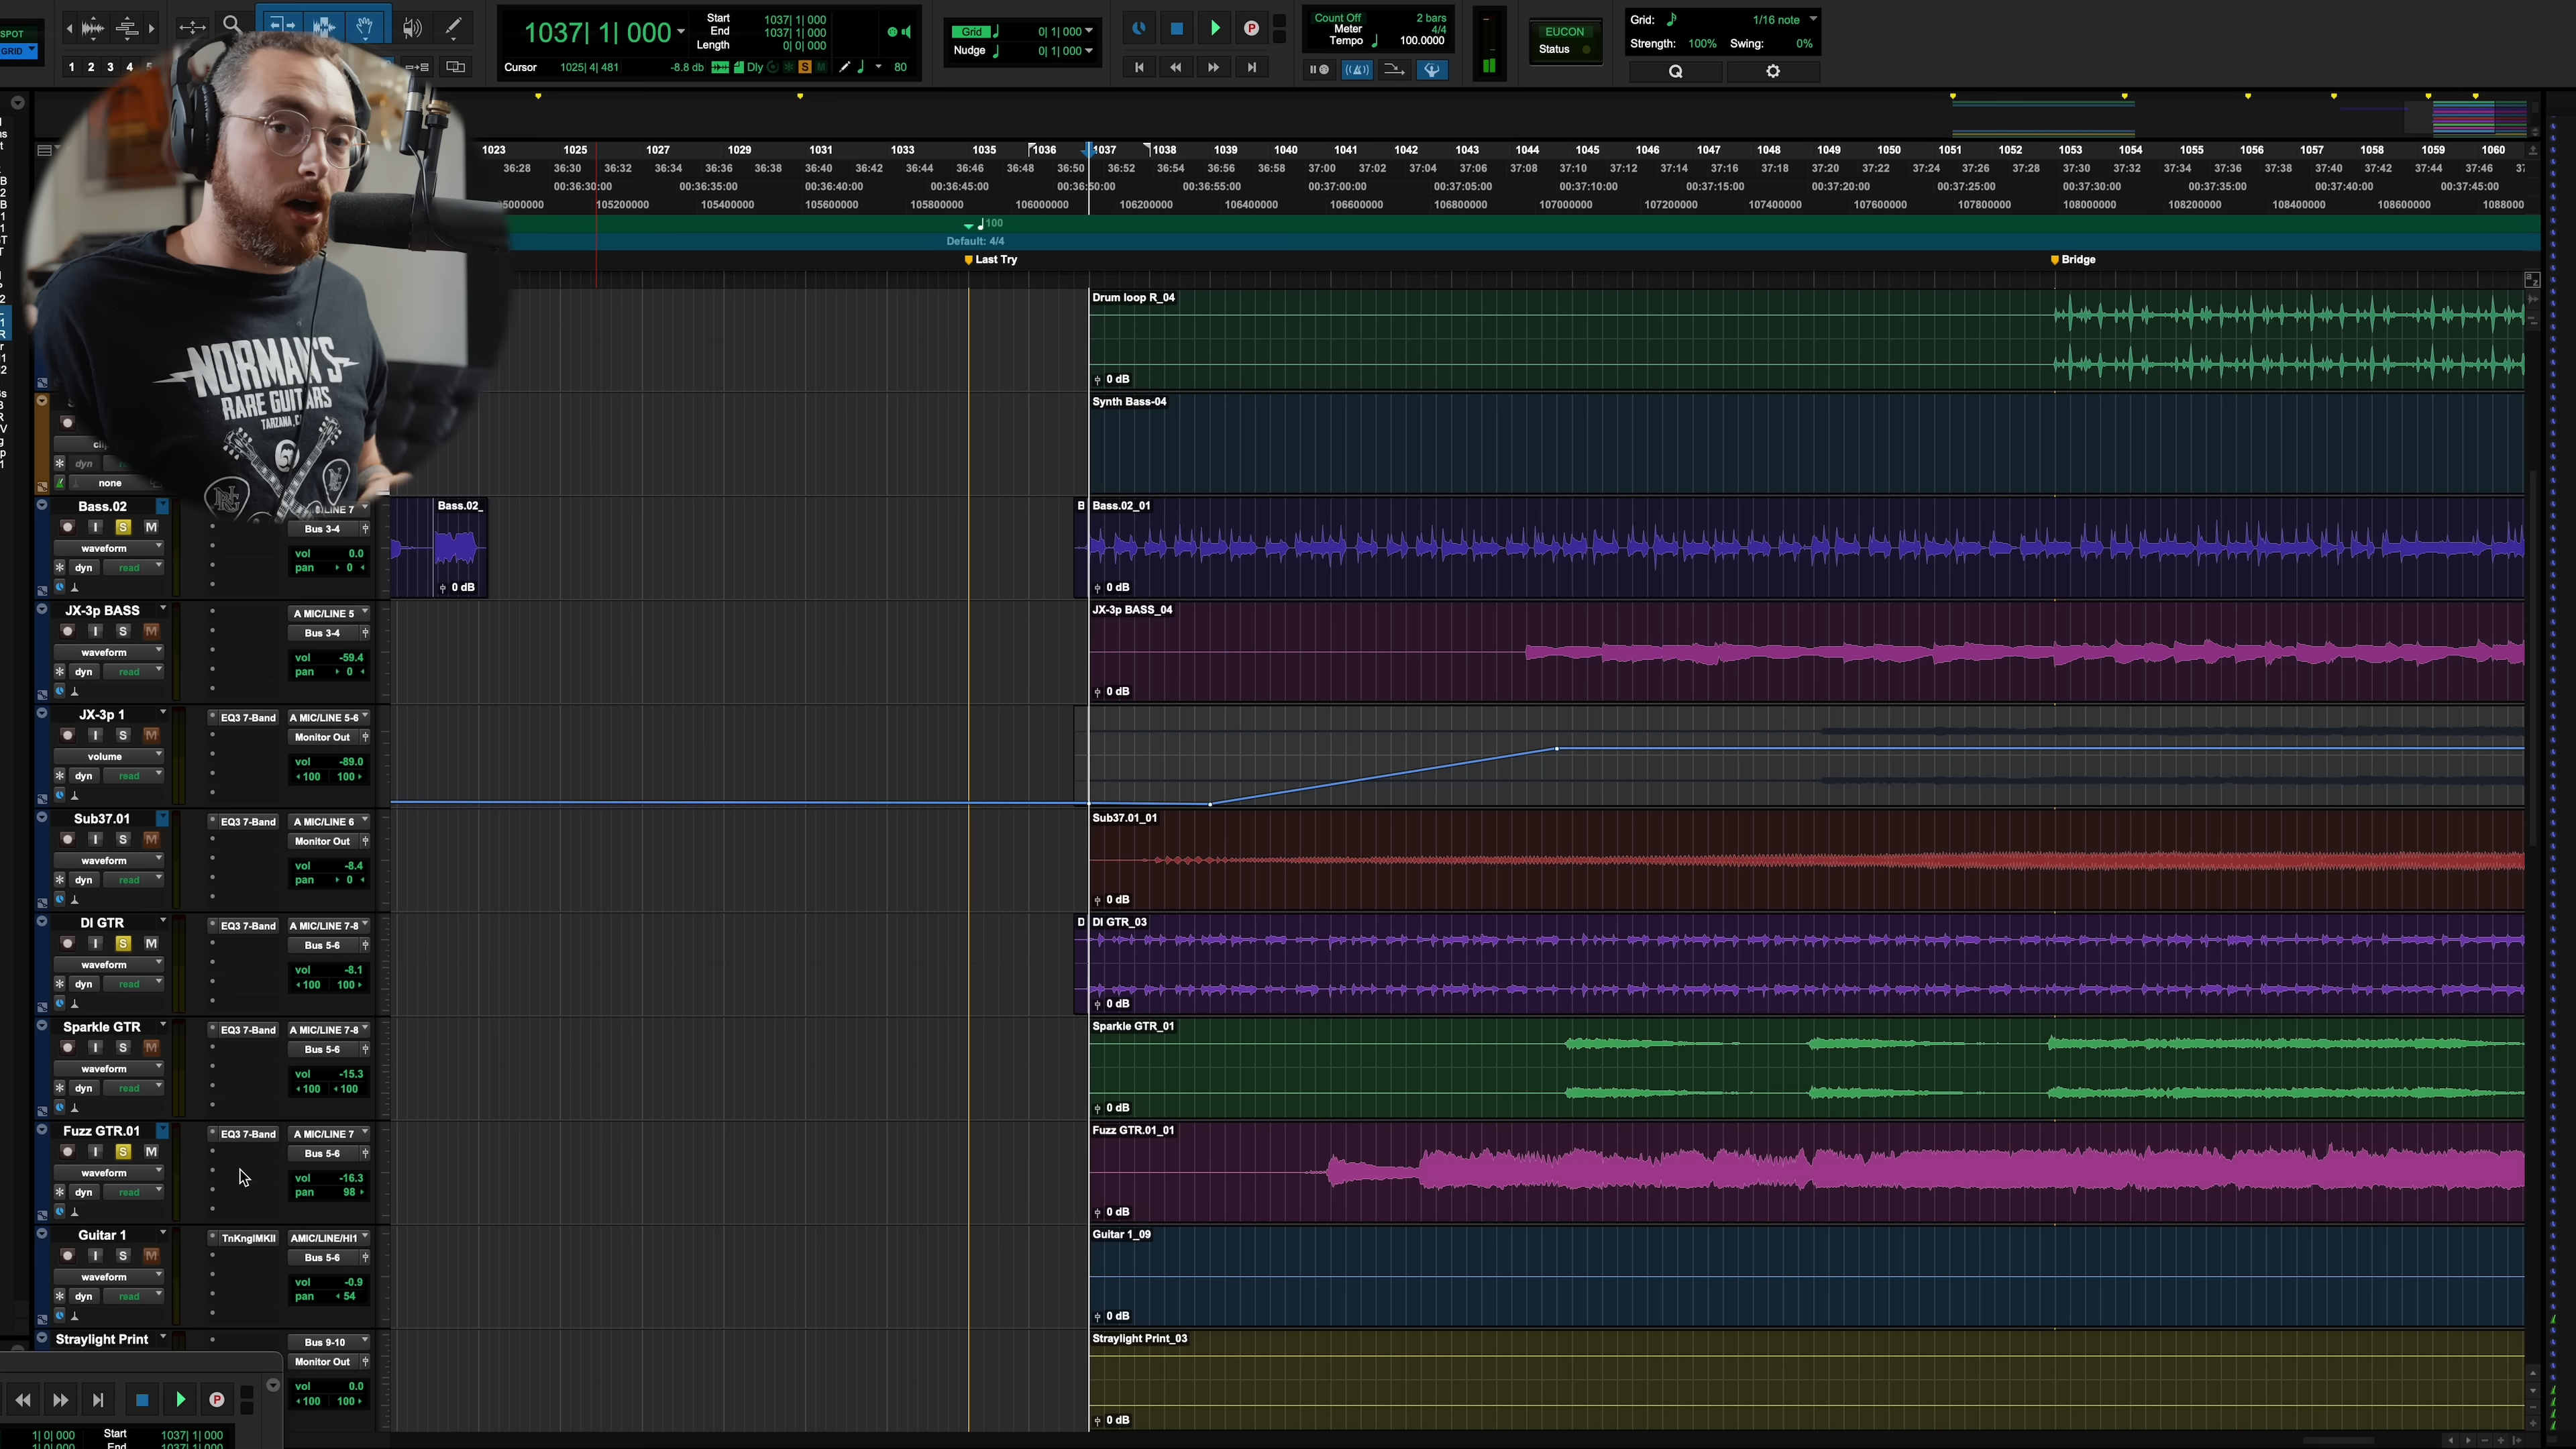 SPOT
GRID
1 2 3 4 5
1037| 1| 000
Start 1037| 1| 000
End 1037| 1| 000
Length 0| 0| 000
Cursor 1025| 4| 481 -8.8 db Dly S M 80
Grid 0| 1| 000
Nudge 0| 1| 000
P
Count Off 2 bars
Meter 4/4
Tempo 100.0000
EUCON
Status
Grid: 1/16 note
Strength: 100% Swing: 0%
Q
1023 1025 1027 1029 1031 1033 1035 1036 1037 1038 1039 1040 1041 1042 1043 1044 1045 1046 1047 1048 1049 1050 1051 1052 1053 1054 1055 1056 1057 1058 1059 1060
36:28 36:30 36:32 36:34 36:36 36:38 36:40 36:42 36:44 36:46 36:48 36:50 36:52 36:54 36:56 36:58 37:00 37:02 37:04 37:06 37:08 37:10 37:12 37:14 37:16 37:18 37:20 37:22 37:24 37:26 37:28 37:30 37:32 37:34 37:36 37:38 37:40 37:42 37:44 37:46
00:36:30:00 00:36:35:00 00:36:40:00 00:36:45:00 00:36:50:00 00:36:55:00 00:37:00:00 00:37:05:00 00:37:10:00 00:37:15:00 00:37:20:00 00:37:25:00 00:37:30:00 00:37:35:00 00:37:40:00 00:37:45:00
5000000 105200000 105400000 105600000 105800000 106000000 106200000 106400000 106600000 106800000 107000000 107200000 107400000 107600000 107800000 108000000 108200000 108400000 108600000 1088000
100
Default: 4/4
Last Try Bridge
NORMAN'S
RARE GUITARS
TARZANA, CA
Drum loop R_04
0 dB
Synth Bass-04
dyn
none
Bass.02
I S M
waveform
dyn read
LINE 7
Bus 3-4
vol 0.0
pan 0
Bass.02_
0 dB
B Bass.02_01
0 dB
JX-3p BASS
I S M
waveform
dyn read
A MIC/LINE 5
Bus 3-4
vol -59.4
pan 0
JX-3p BASS_04
0 dB
JX-3p 1
I S M
volume
dyn read
EQ3 7-Band
A MIC/LINE 5-6
Monitor Out
vol -89.0
100 100
Sub37.01
I S M
waveform
dyn read
EQ3 7-Band
A MIC/LINE 6
Monitor Out
vol -8.4
pan 0
Sub37.01_01
0 dB
DI GTR
I S M
waveform
dyn read
EQ3 7-Band
A MIC/LINE 7-8
Bus 5-6
vol -8.1
100 100
D DI GTR_03
0 dB
Sparkle GTR
I S M
waveform
dyn read
EQ3 7-Band
A MIC/LINE 7-8
Bus 5-6
vol -15.3
100 100
Sparkle GTR_01
0 dB
Fuzz GTR.01
I S M
waveform
dyn read
EQ3 7-Band
A MIC/LINE 7
Bus 5-6
vol -16.3
pan 98
Fuzz GTR.01_01
0 dB
Guitar 1
I S M
waveform
dyn read
TnKnglMKII
AMIC/LINE/HI1
Bus 5-6
vol -0.9
pan 54
Guitar 1_09
0 dB
Straylight Print
Bus 9-10
Monitor Out
vol 0.0
100 100
Straylight Print_03
0 dB
P
1| 0| 000 Start 1037| 1| 000
1| 0| 000 End 1037| 1| 000